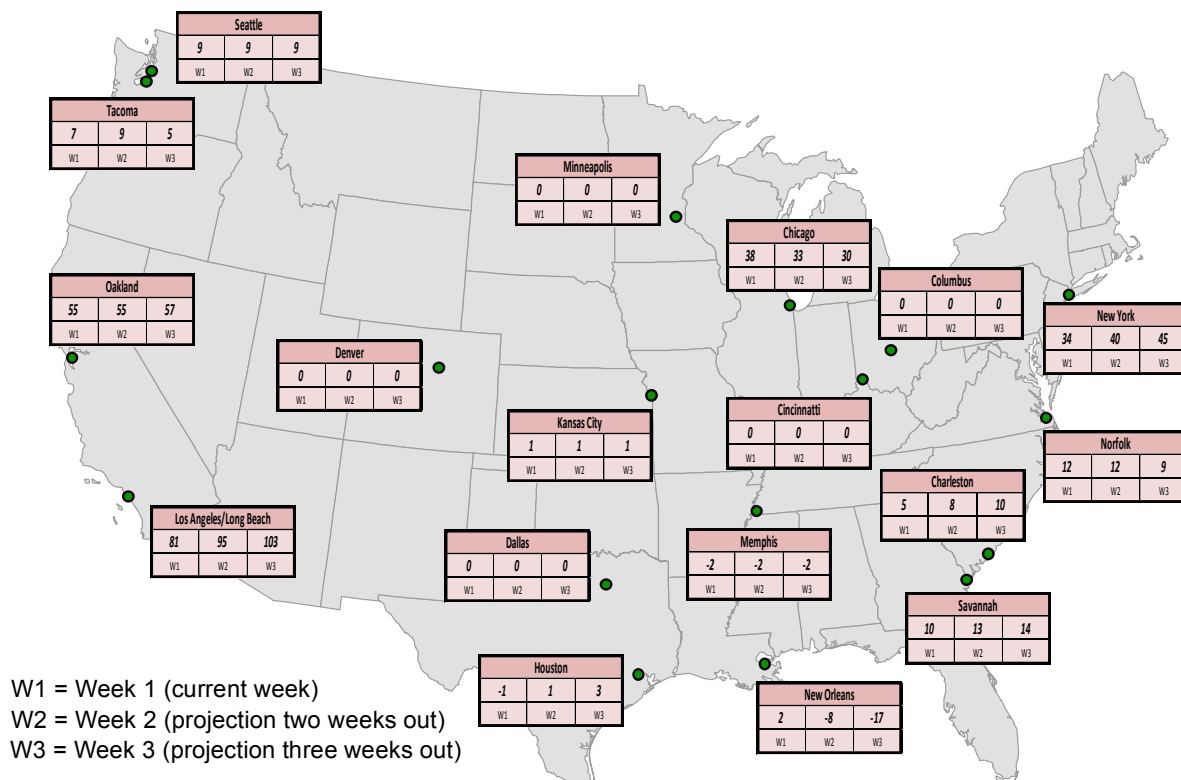 Seattle
9 9 9
W1 W2 W3
Tacoma
7 9 5
W1 W2 W3
Minneapolis
0 0 0
W1 W2 W3
Chicago
38 33 30
W1 W2 W3
Columbus
0 0 0
W1 W2 W3
Oakland
55 55 57
W1 W2 W3
New York
34 40 45
W1 W2 W3
Denver
0 0 0
W1 W2 W3
Kansas City
1 1 1
W1 W2 W3
Cincinnatti
0 0 0
W1 W2 W3
Norfolk
12 12 9
W1 W2 W3
Charleston
5 8 10
W1 W2 W3
Los Angeles/Long Beach
81 95 103
W1 W2 W3
Dallas
0 0 0
W1 W2 W3
Memphis
-2 -2 -2
W1 W2 W3
Savannah
10 13 14
W1 W2 W3
Houston
-1 1 3
W1 W2 W3
New Orleans
2 -8 -17
W1 W2 W3
W1 = Week 1 (current week)
W2 = Week 2 (projection two weeks out)
W3 = Week 3 (projection three weeks out)